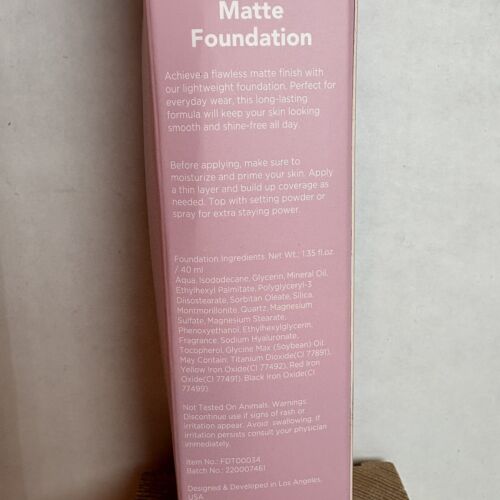 Matte
Foundation
Achieve a flawless matte finish with
our lightweight foundation. Perfect for
everyday wear, this long-lasting
formula will keep your skin looking
smooth and shine-free all day.
Before applying, make sure to
moisturize and prime your skin. Apply
a thin layer and build up coverage as
needed. Top with setting powder or
spray for extra staying power.
Foundation Ingredients: Net Wt.: 1.35 fl.oz
/ 40 ml
Aqua, Isododecane, Glycerin, Mineral Oil,
Ethylhexyl Palmitate, Polyglyceryl-3
Diisostearate, Sorbitan Oleate, Silica,
Montmorillonite, Quartz, Magnesium
Sulfate, Magnesium Stearate,
Phenoxyethanol, Ethylhexylglycerin,
Fragrance, Sodium Hyaluronate,
Tocopherol, Glycine Max (Soybean) Oil.
May Contain: Titanium Dioxide(CI 77891),
Yellow Iron Oxide(CI 77492), Red Iron
Oxide(CI 77491), Black Iron Oxide(CI
77499).
Not Tested On Animals. Warnings:
Discontinue use if signs of rash or
irritation appear. Avoid swallowing. If
irritation persists consult your physician
immediately.
Item No.: FDT00034
Batch No.: 220007461
Designed & Developed in Los Angeles,
USA